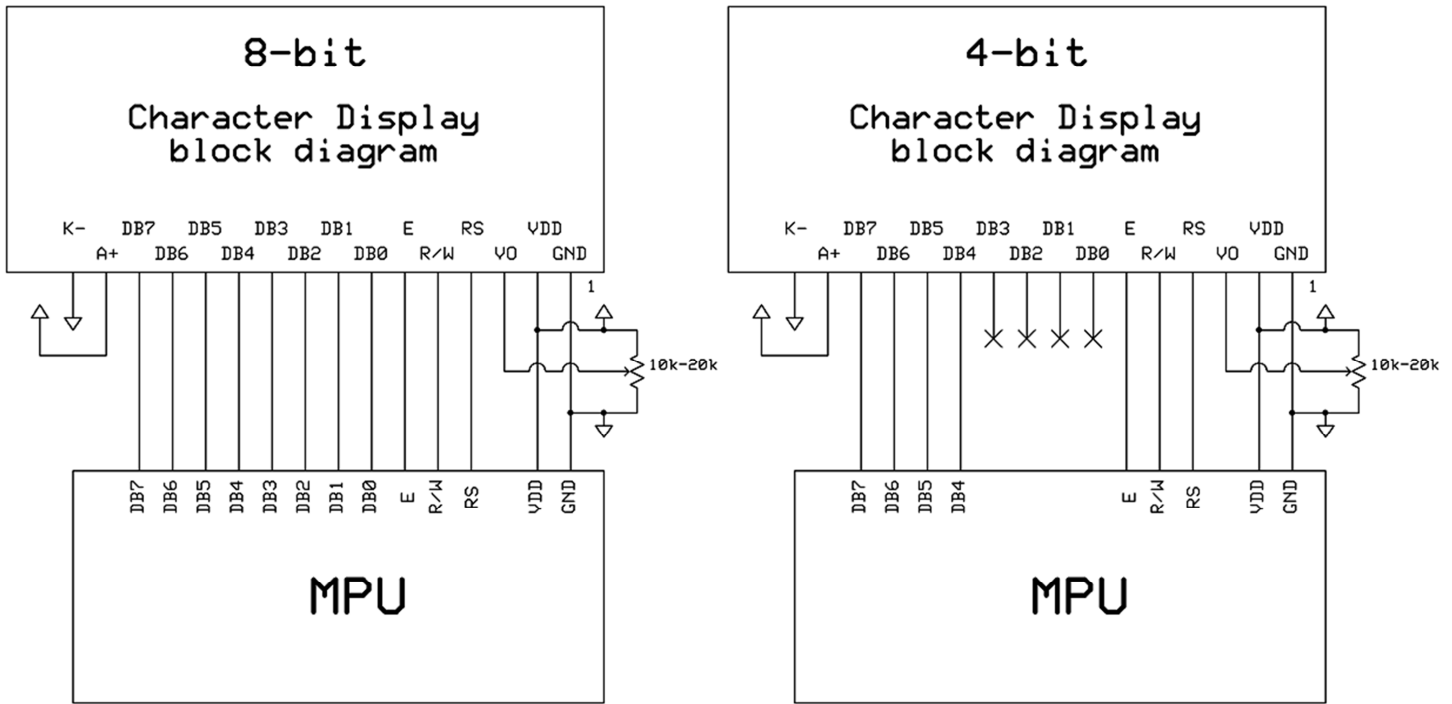 8-bit
Character Display
block diagram
K- DB7 DB5 DB3 DB1 E RS VDD
A+ DB6 DB4 DB2 DB0 R/W VO GND
1
10k-20k
DB7 DB6 DB5 DB4 DB3 DB2 DB1 DB0 E R/W RS VDD GND
MPU
4-bit
Character Display
block diagram
K- DB7 DB5 DB3 DB1 E RS VDD
A+ DB6 DB4 DB2 DB0 R/W VO GND
1
10k-20k
DB7 DB6 DB5 DB4 E R/W RS VDD GND
MPU